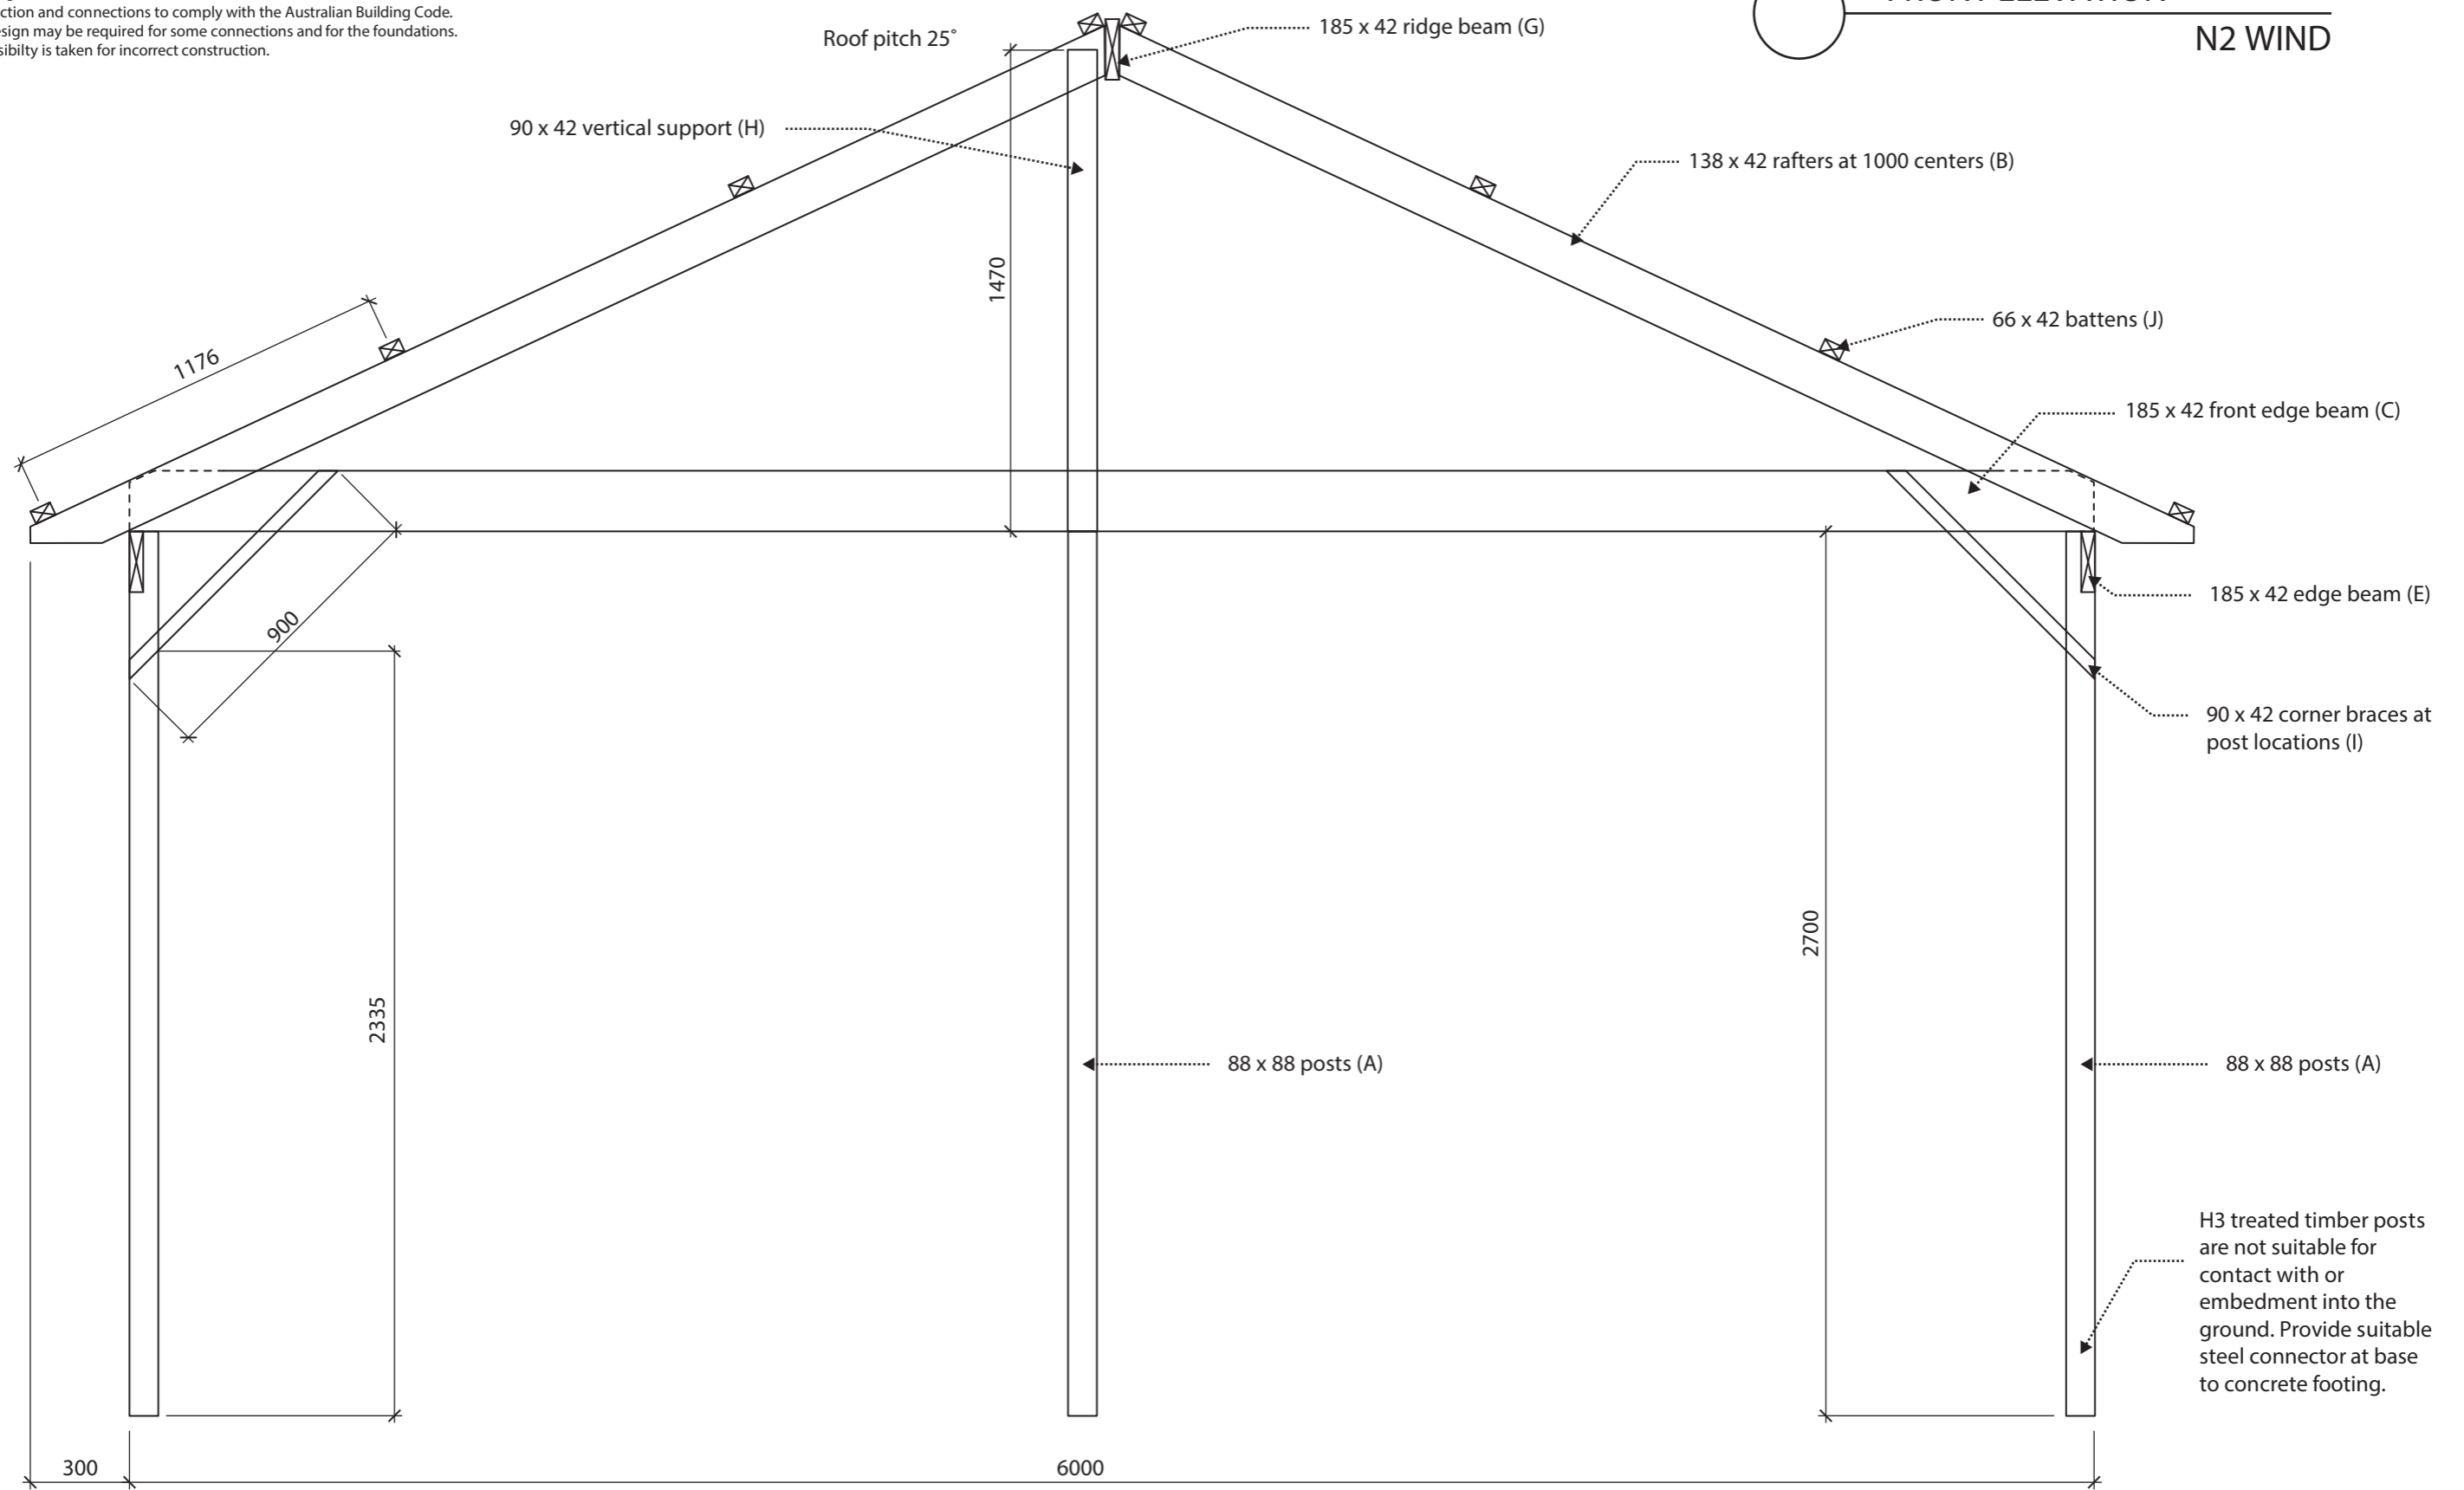 and connections to comply with the Australian Building Code.
may be required for some connections and for the foundations.
is taken for incorrect construction.
N2 WIND
Roof pitch 25°
185 x 42 ridge beam (G)
90 x 42 vertical support (H)
138 x 42 rafters at 1000 centers (B)
1470
66 x 42 battens (J)
1176
185 x 42 front edge beam (C)
185 x 42 edge beam (E)
900
90 x 42 corner braces at
post locations (I)
2700
2335
88 x 88 posts (A)
88 x 88 posts (A)
H3 treated timber posts
are not suitable for
contact with or
embedment into the
ground. Provide suitable
steel connector at base
to concrete footing.
300
6000